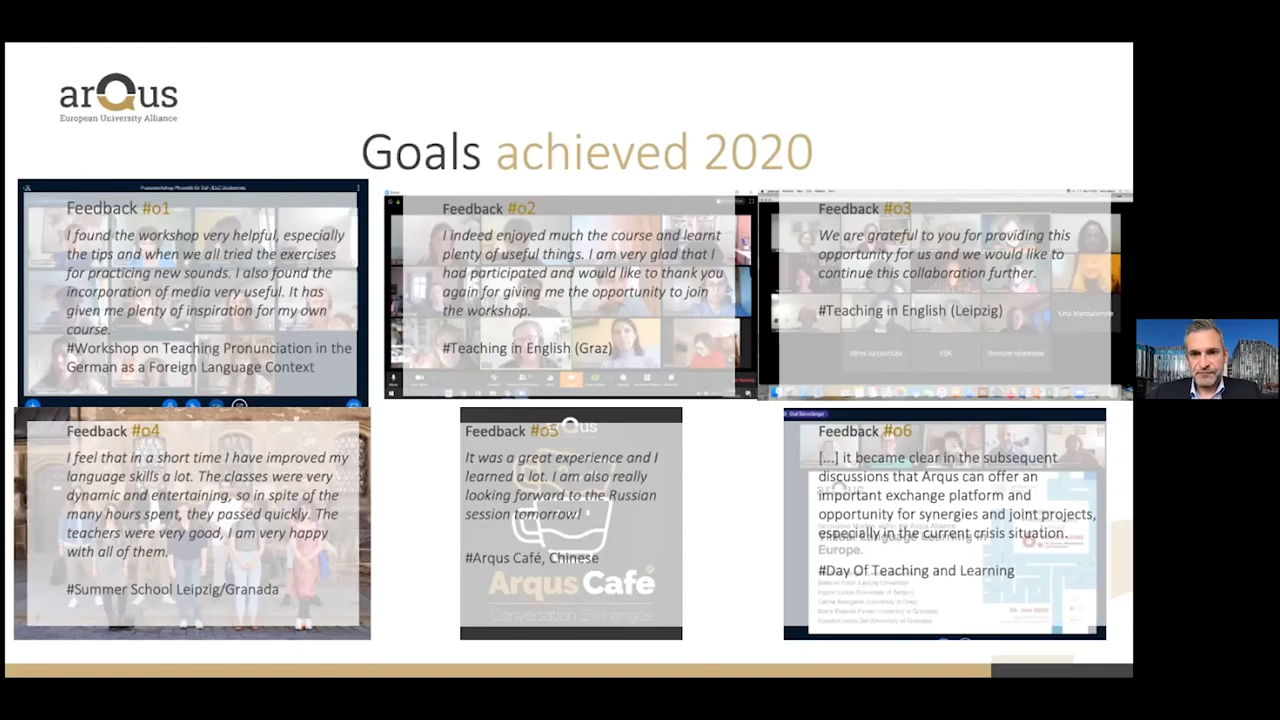 arQus
European University Alliance
Goals achieved 2020
Feedback #o1
I found the workshop very helpful, especially
the tips and when we all tried the exercises
for practicing new sounds. I also found the
incorporation of media very useful. It has
given me plenty of inspiration for my own
course.
#Workshop on Teaching Pronunciation in the
German as a Foreign Language Context
Feedback #o2
I indeed enjoyed much the course and learnt
plenty of useful things. I am very glad that I
had participated and would like to thank you
again for giving me the opportunity to join
the workshop.
#Teaching in English (Graz)
Feedback #o3
We are grateful to you for providing this
opportunity for us and we would like to
continue this collaboration further.
#Teaching in English (Leipzig)
Feedback #o4
I feel that in a short time I have improved my
language skills a lot. The classes were very
dynamic and entertaining, so in spite of the
many hours spent, they passed quickly. The
teachers were very good, I am very happy
with all of them.
#Summer School Leipzig/Granada
Feedback #o5
It was a great experience and I
learned a lot. I am also really
looking forward to the Russian
session tomorrow!
#Arqus Café, Chinese
Arqus Café
Conversation exchanges
Feedback #o6
[...] it became clear in the subsequent
discussions that Arqus can offer an
important exchange platform and
opportunity for synergies and joint projects,
especially in the current crisis situation.
Europe.
#Day Of Teaching and Learning